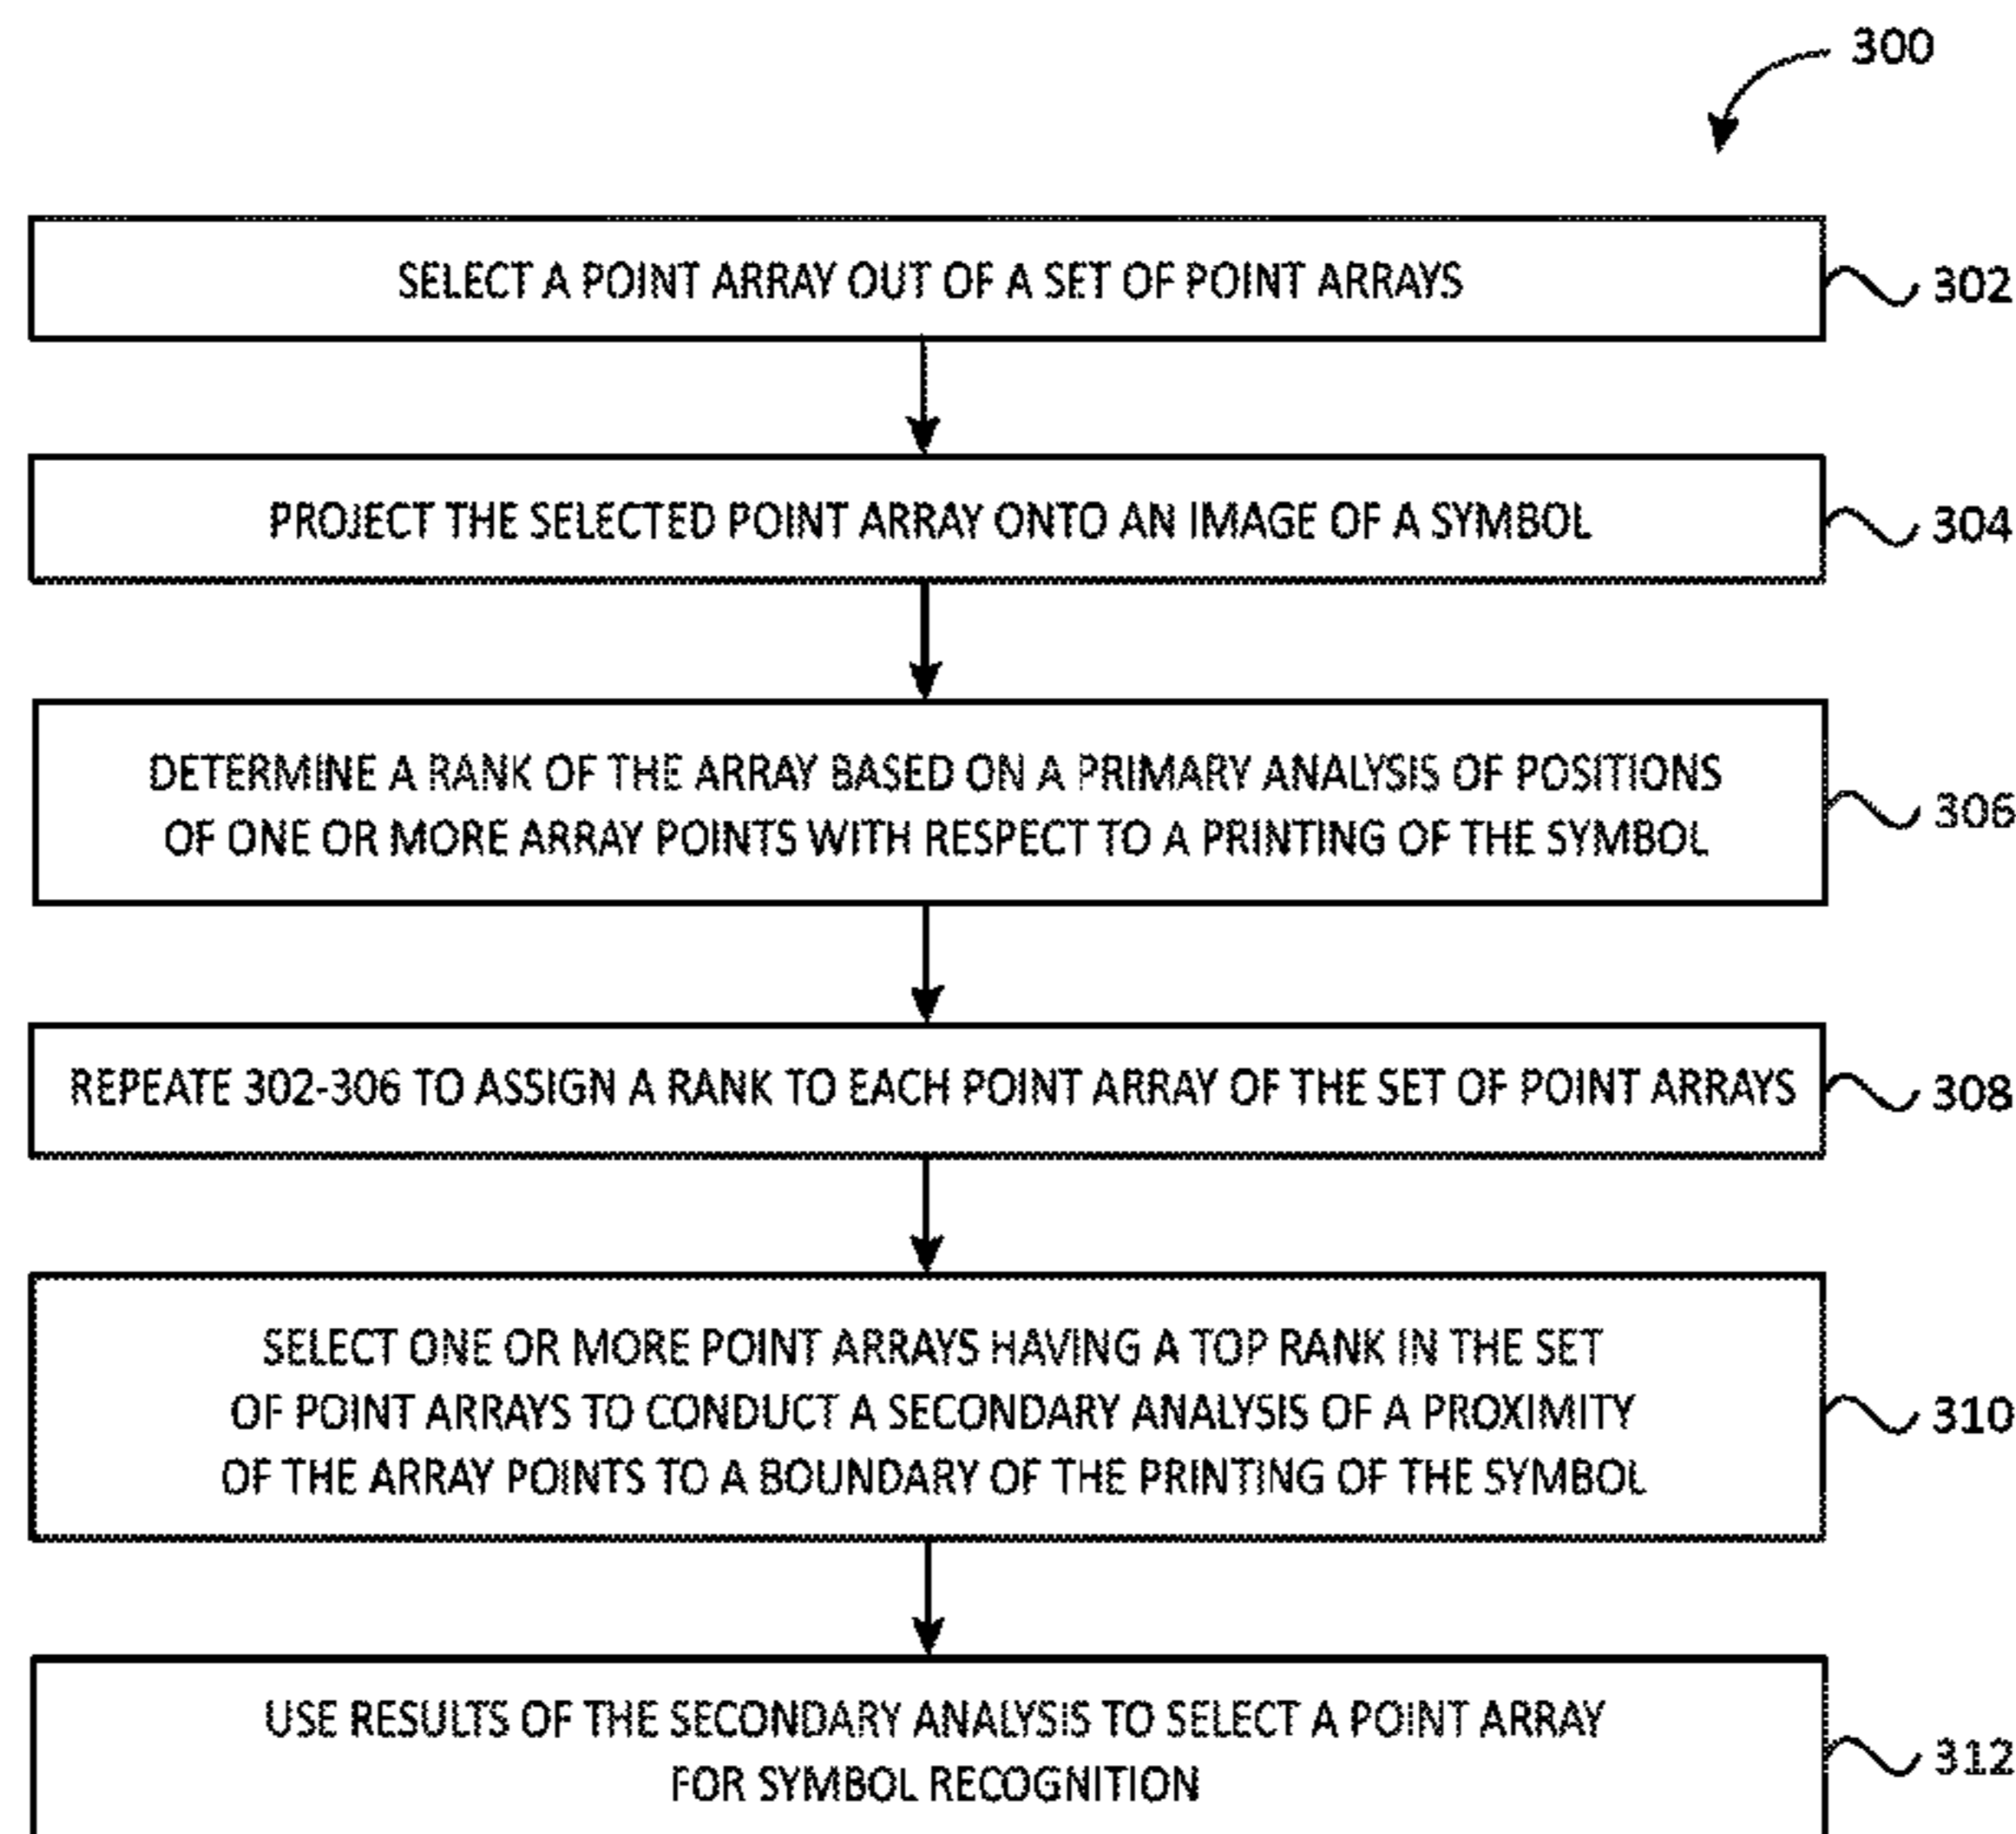 300
SELECT A POINT ARRAY OUT OF A SET OF POINT ARRAYS
302
PROJECT THE SELECTED POINT ARRAY ONTO AN IMAGE OF A SYMBOL
304
DETERMINE A RANK OF THE ARRAY BASED ON A PRIMARY ANALYSIS OF POSITIONS
OF ONE OR MORE ARRAY POINTS WITH RESPECT TO A PRINTING OF THE SYMBOL
306
REPEATE 302-306 TO ASSIGN A RANK TO EACH POINT ARRAY OF THE SET OF POINT ARRAYS
308
SELECT ONE OR MORE POINT ARRAYS HAVING A TOP RANK IN THE SET
OF POINT ARRAYS TO CONDUCT A SECONDARY ANALYSIS OF A PROXIMITY
OF THE ARRAY POINTS TO A BOUNDARY OF THE PRINTING OF THE SYMBOL
310
USE RESULTS OF THE SECONDARY ANALYSIS TO SELECT A POINT ARRAY
FOR SYMBOL RECOGNITION
312